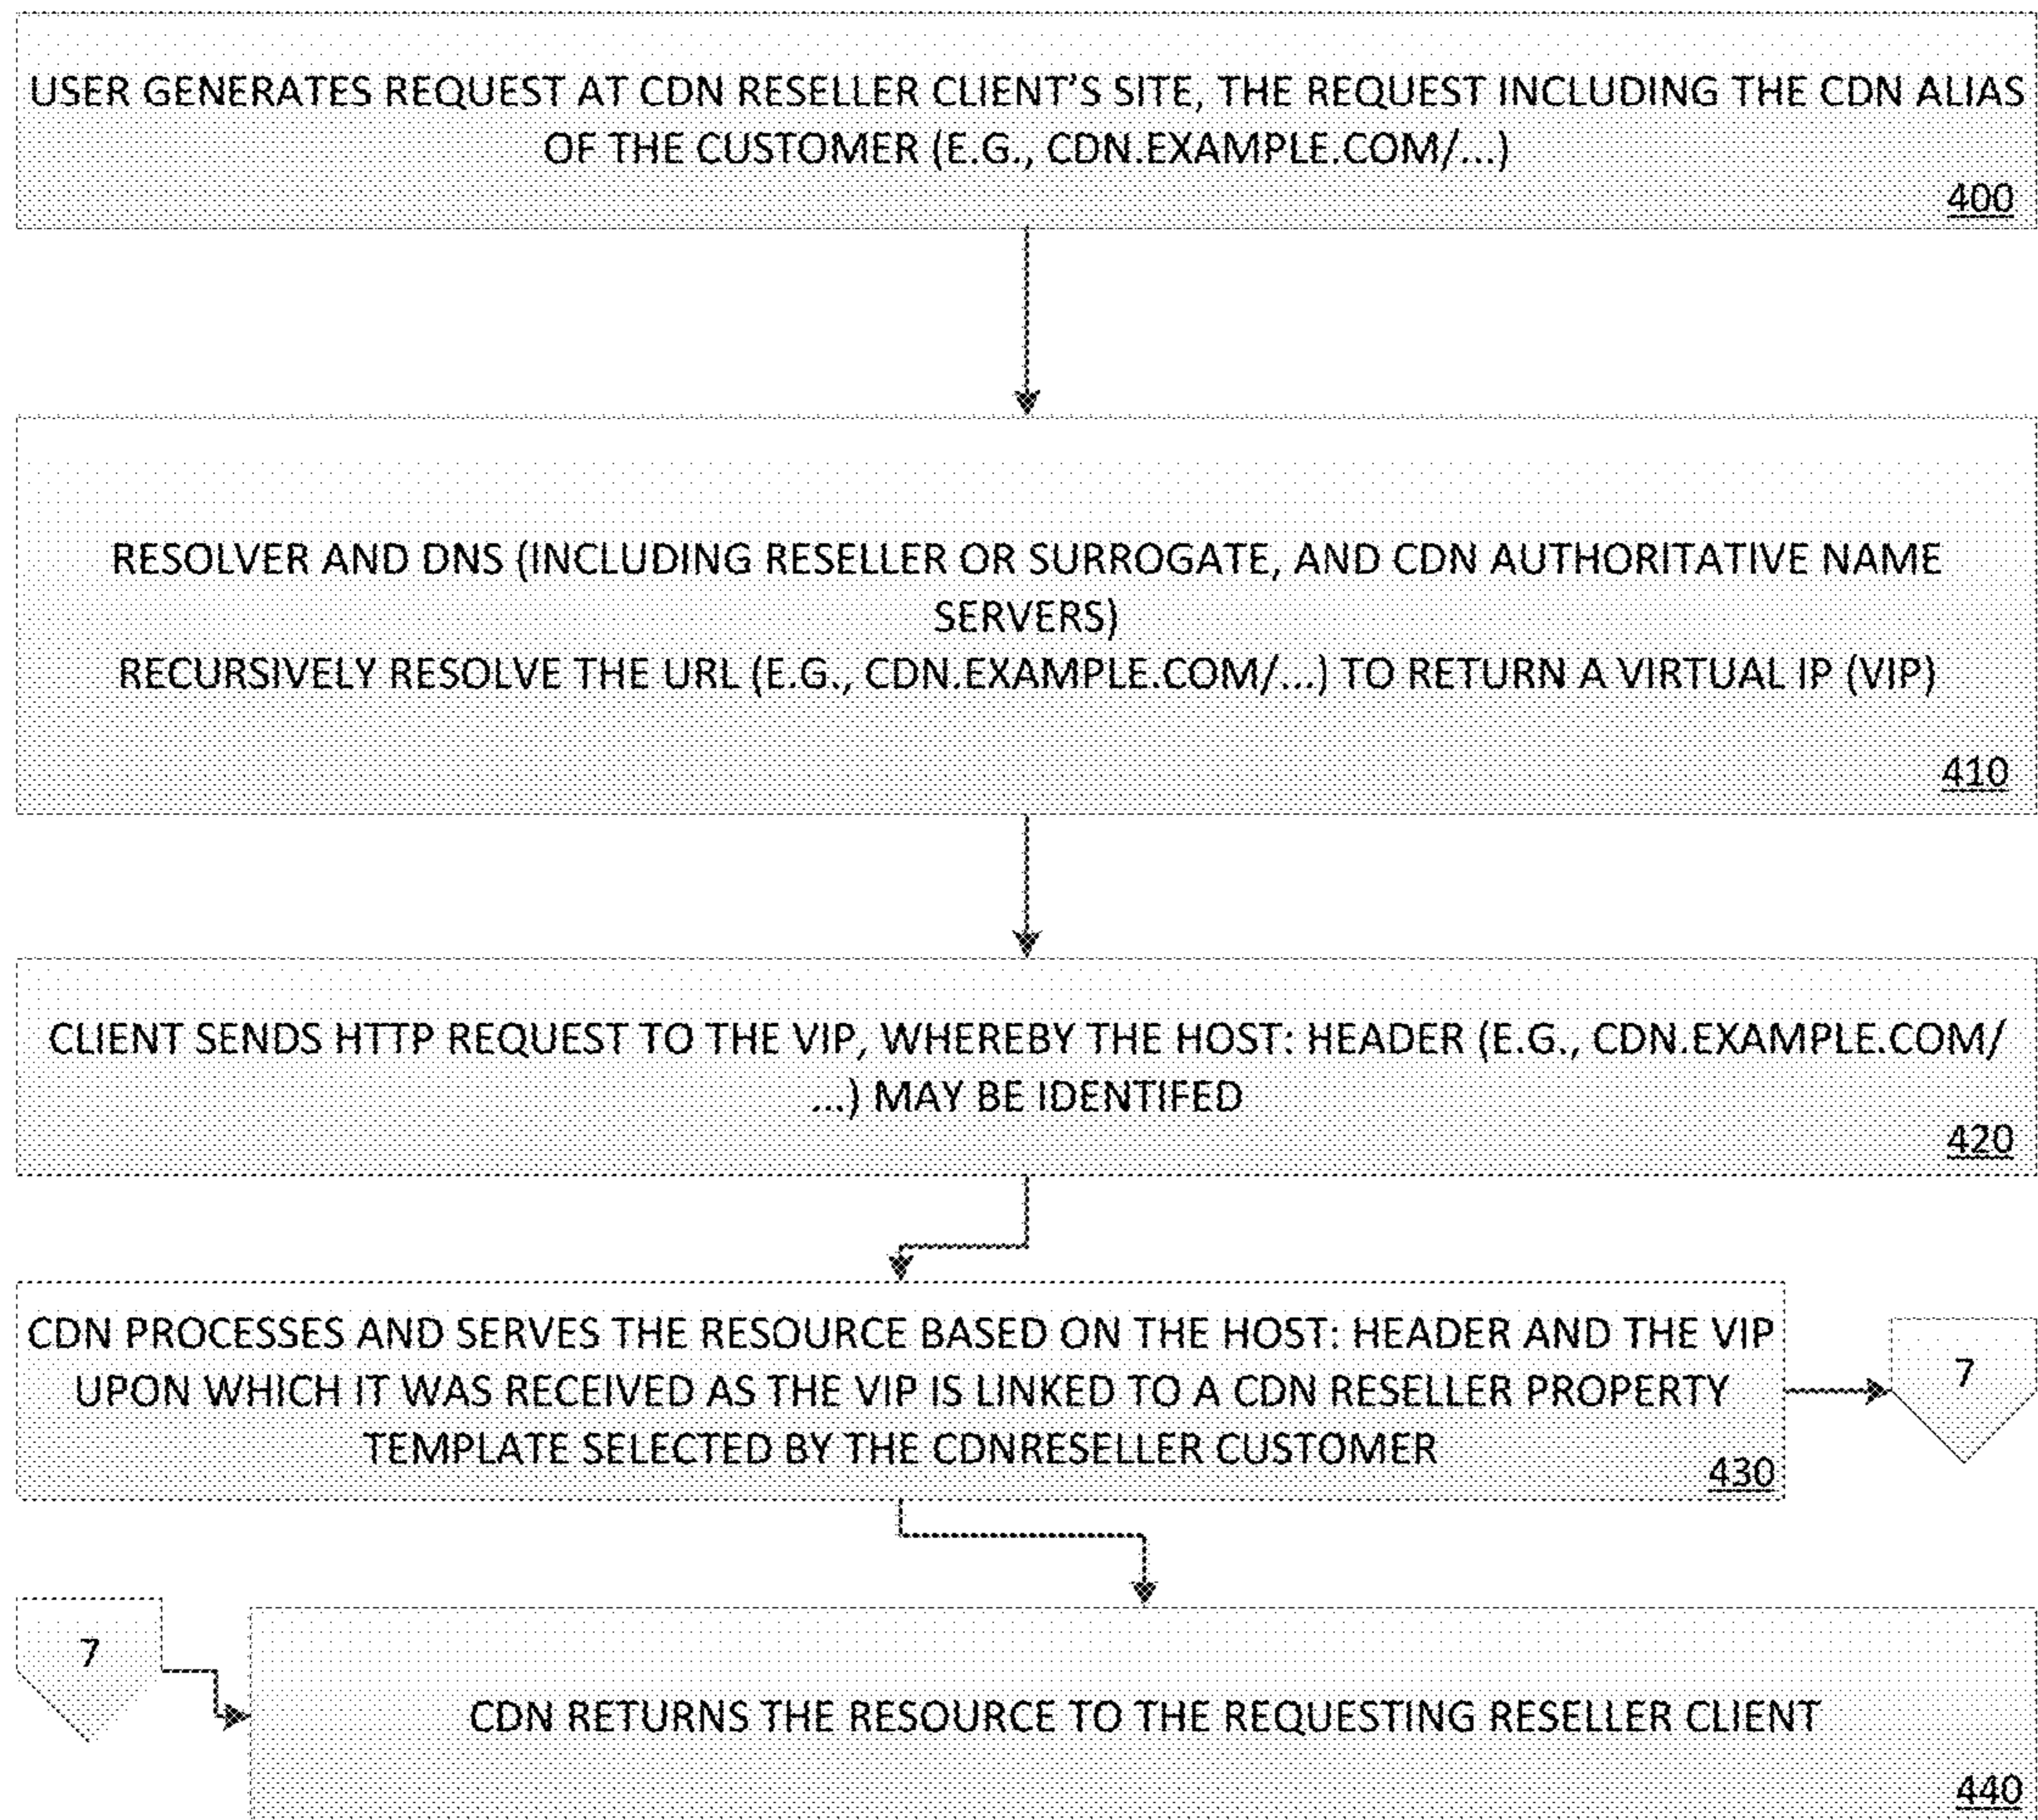 USER GENERATES REQUEST AT CDN RESELLER CLIENT'S SITE, THE REQUEST INCLUDING THE CDN ALIAS
OF THE CUSTOMER (E.G., CDN.EXAMPLE.COM/...)
400
RESOLVER AND DNS (INCLUDING RESELLER OR SURROGATE, AND CDN AUTHORITATIVE NAME
SERVERS)
RECURSIVELY RESOLVE THE URL (E.G., CDN.EXAMPLE.COM/...) TO RETURN A VIRTUAL IP (VIP)
410
CLIENT SENDS HTTP REQUEST TO THE VIP, WHEREBY THE HOST: HEADER (E.G., CDN.EXAMPLE.COM/
...) MAY BE IDENTIFED
420
CDN PROCESSES AND SERVES THE RESOURCE BASED ON THE HOST: HEADER AND THE VIP
UPON WHICH IT WAS RECEIVED AS THE VIP IS LINKED TO A CDN RESELLER PROPERTY
TEMPLATE SELECTED BY THE CDNRESELLER CUSTOMER
430
7
7
CDN RETURNS THE RESOURCE TO THE REQUESTING RESELLER CLIENT
440